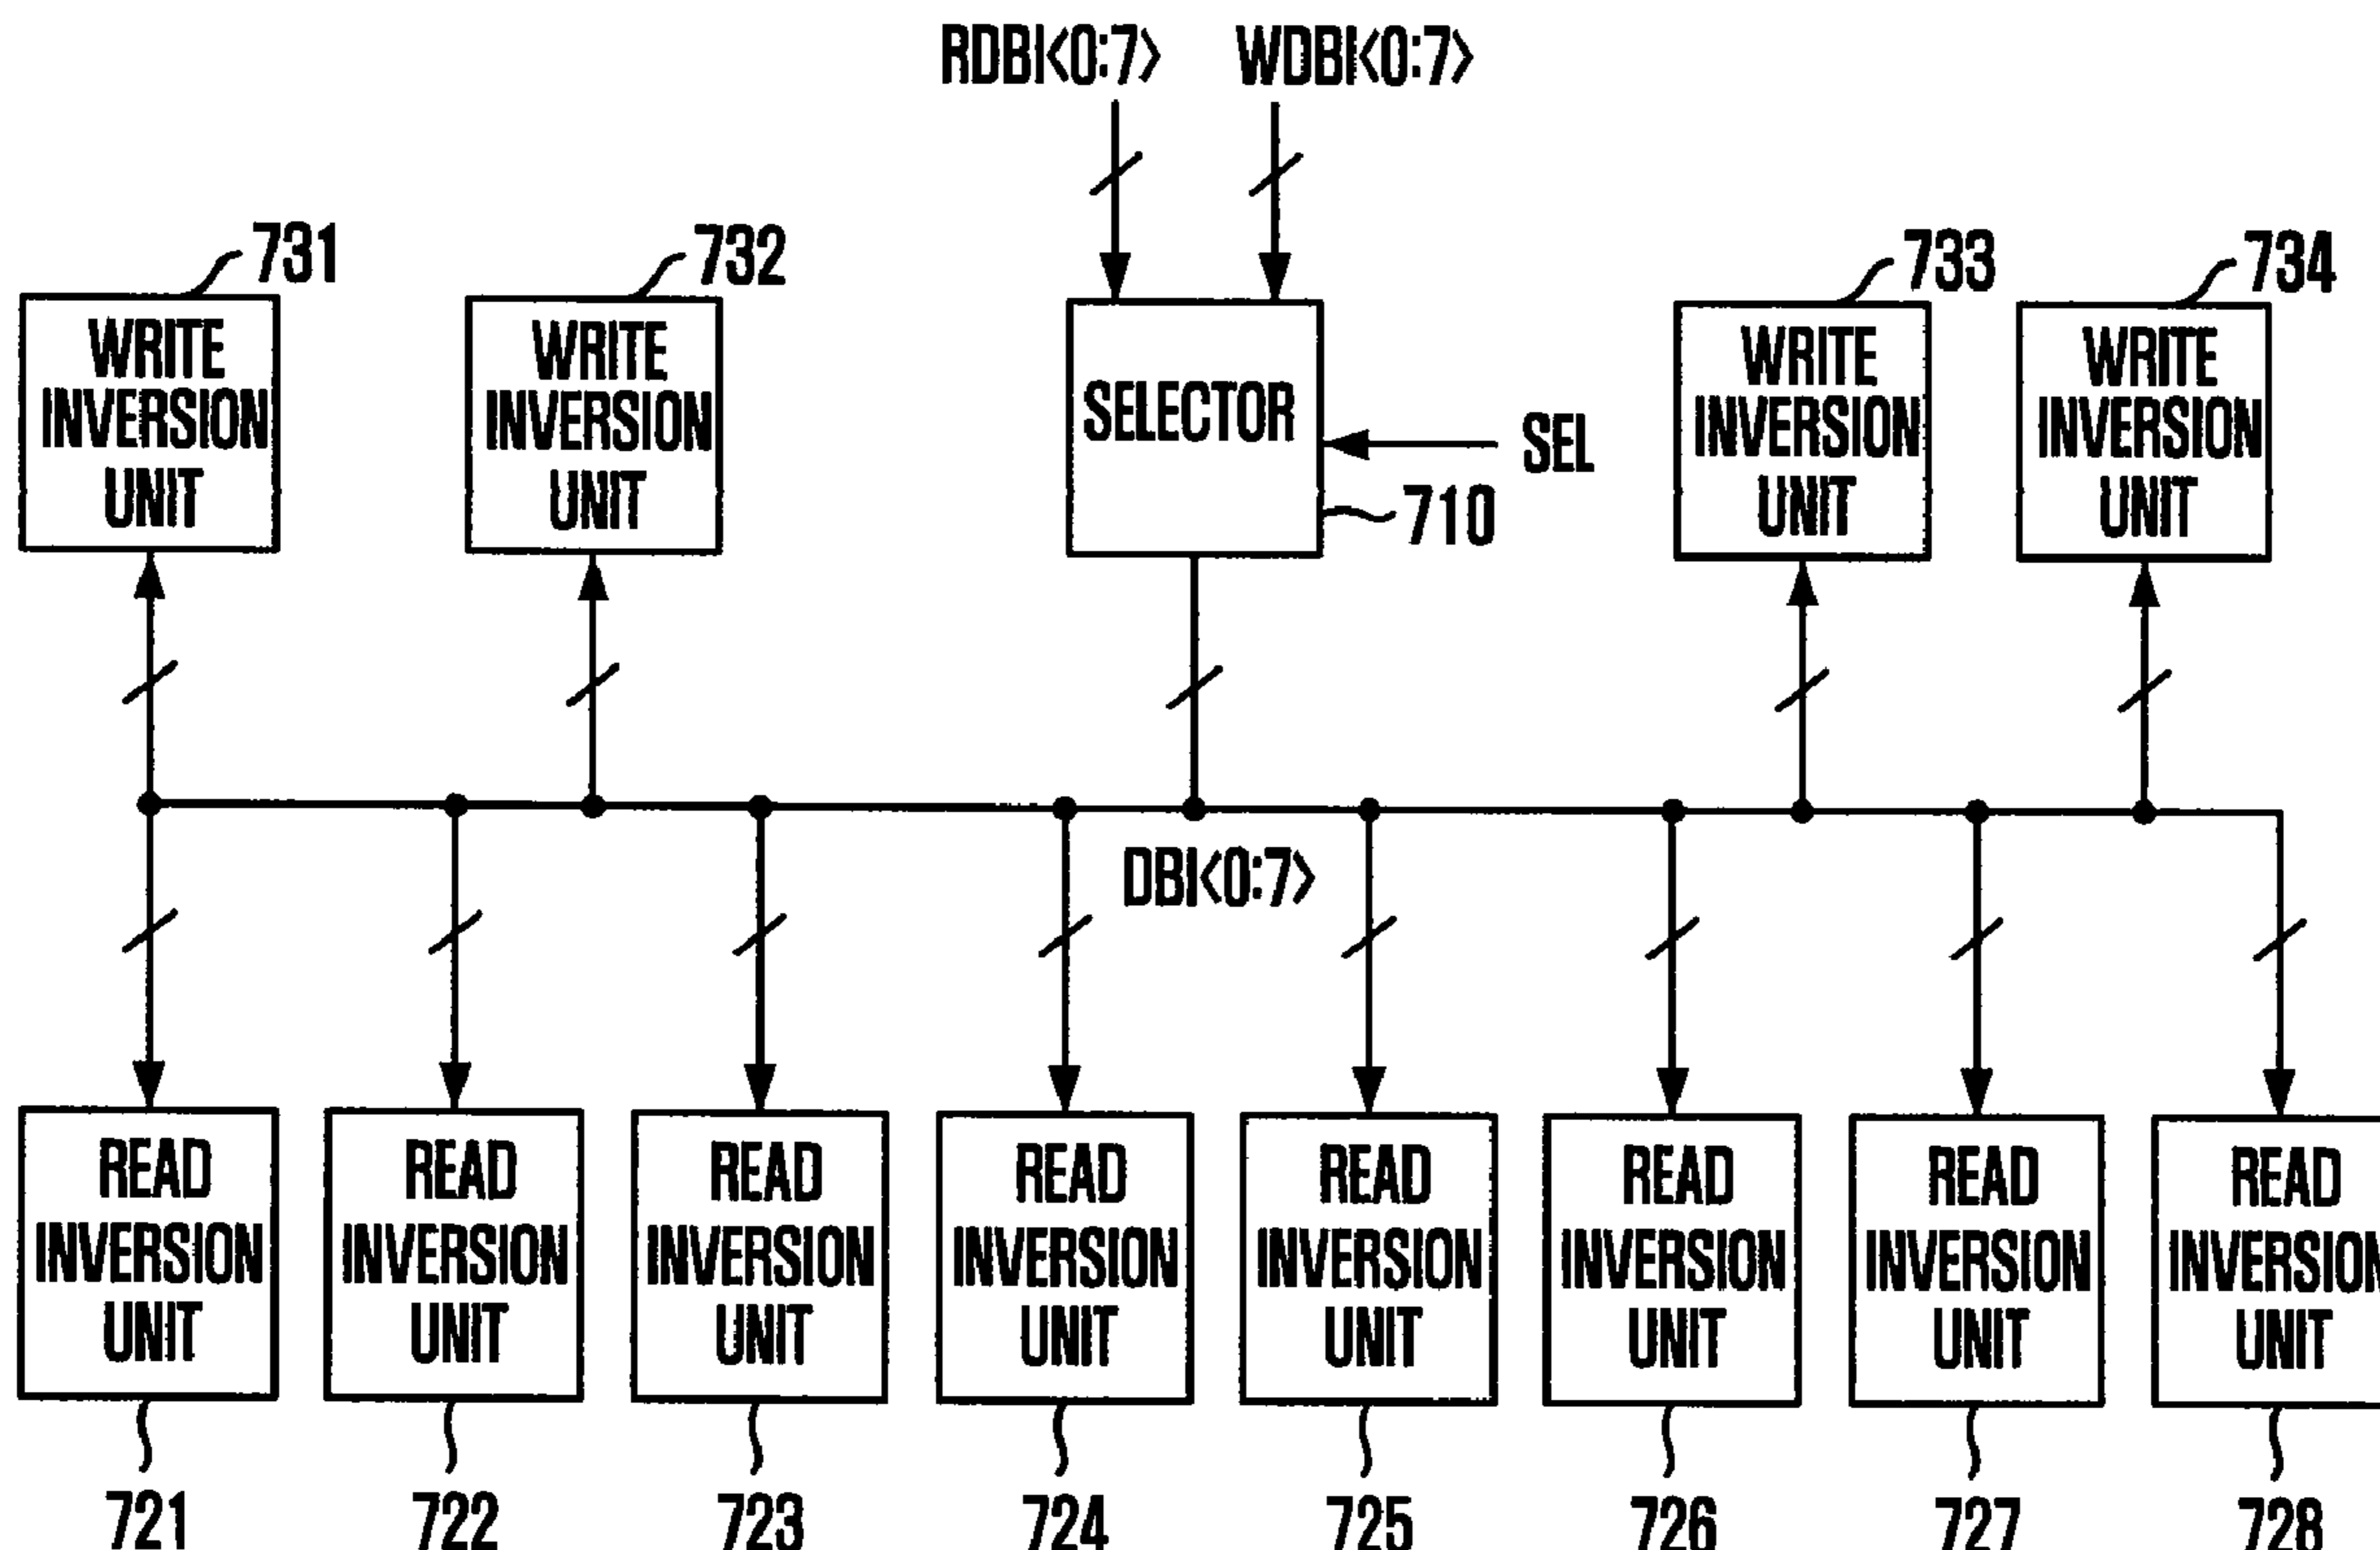 RDBI<0:7> WDBI<0:7>
731
732
733
734
WRITE
INVERSION
UNIT
WRITE
INVERSION
UNIT
SELECTOR
SEL
710
WRITE
INVERSION
UNIT
WRITE
INVERSION
UNIT
DBI<0:7>
READ
INVERSION
UNIT
READ
INVERSION
UNIT
READ
INVERSION
UNIT
READ
INVERSION
UNIT
READ
INVERSION
UNIT
READ
INVERSION
UNIT
READ
INVERSION
UNIT
READ
INVERSION
UNIT
721
722
723
724
725
726
727
728